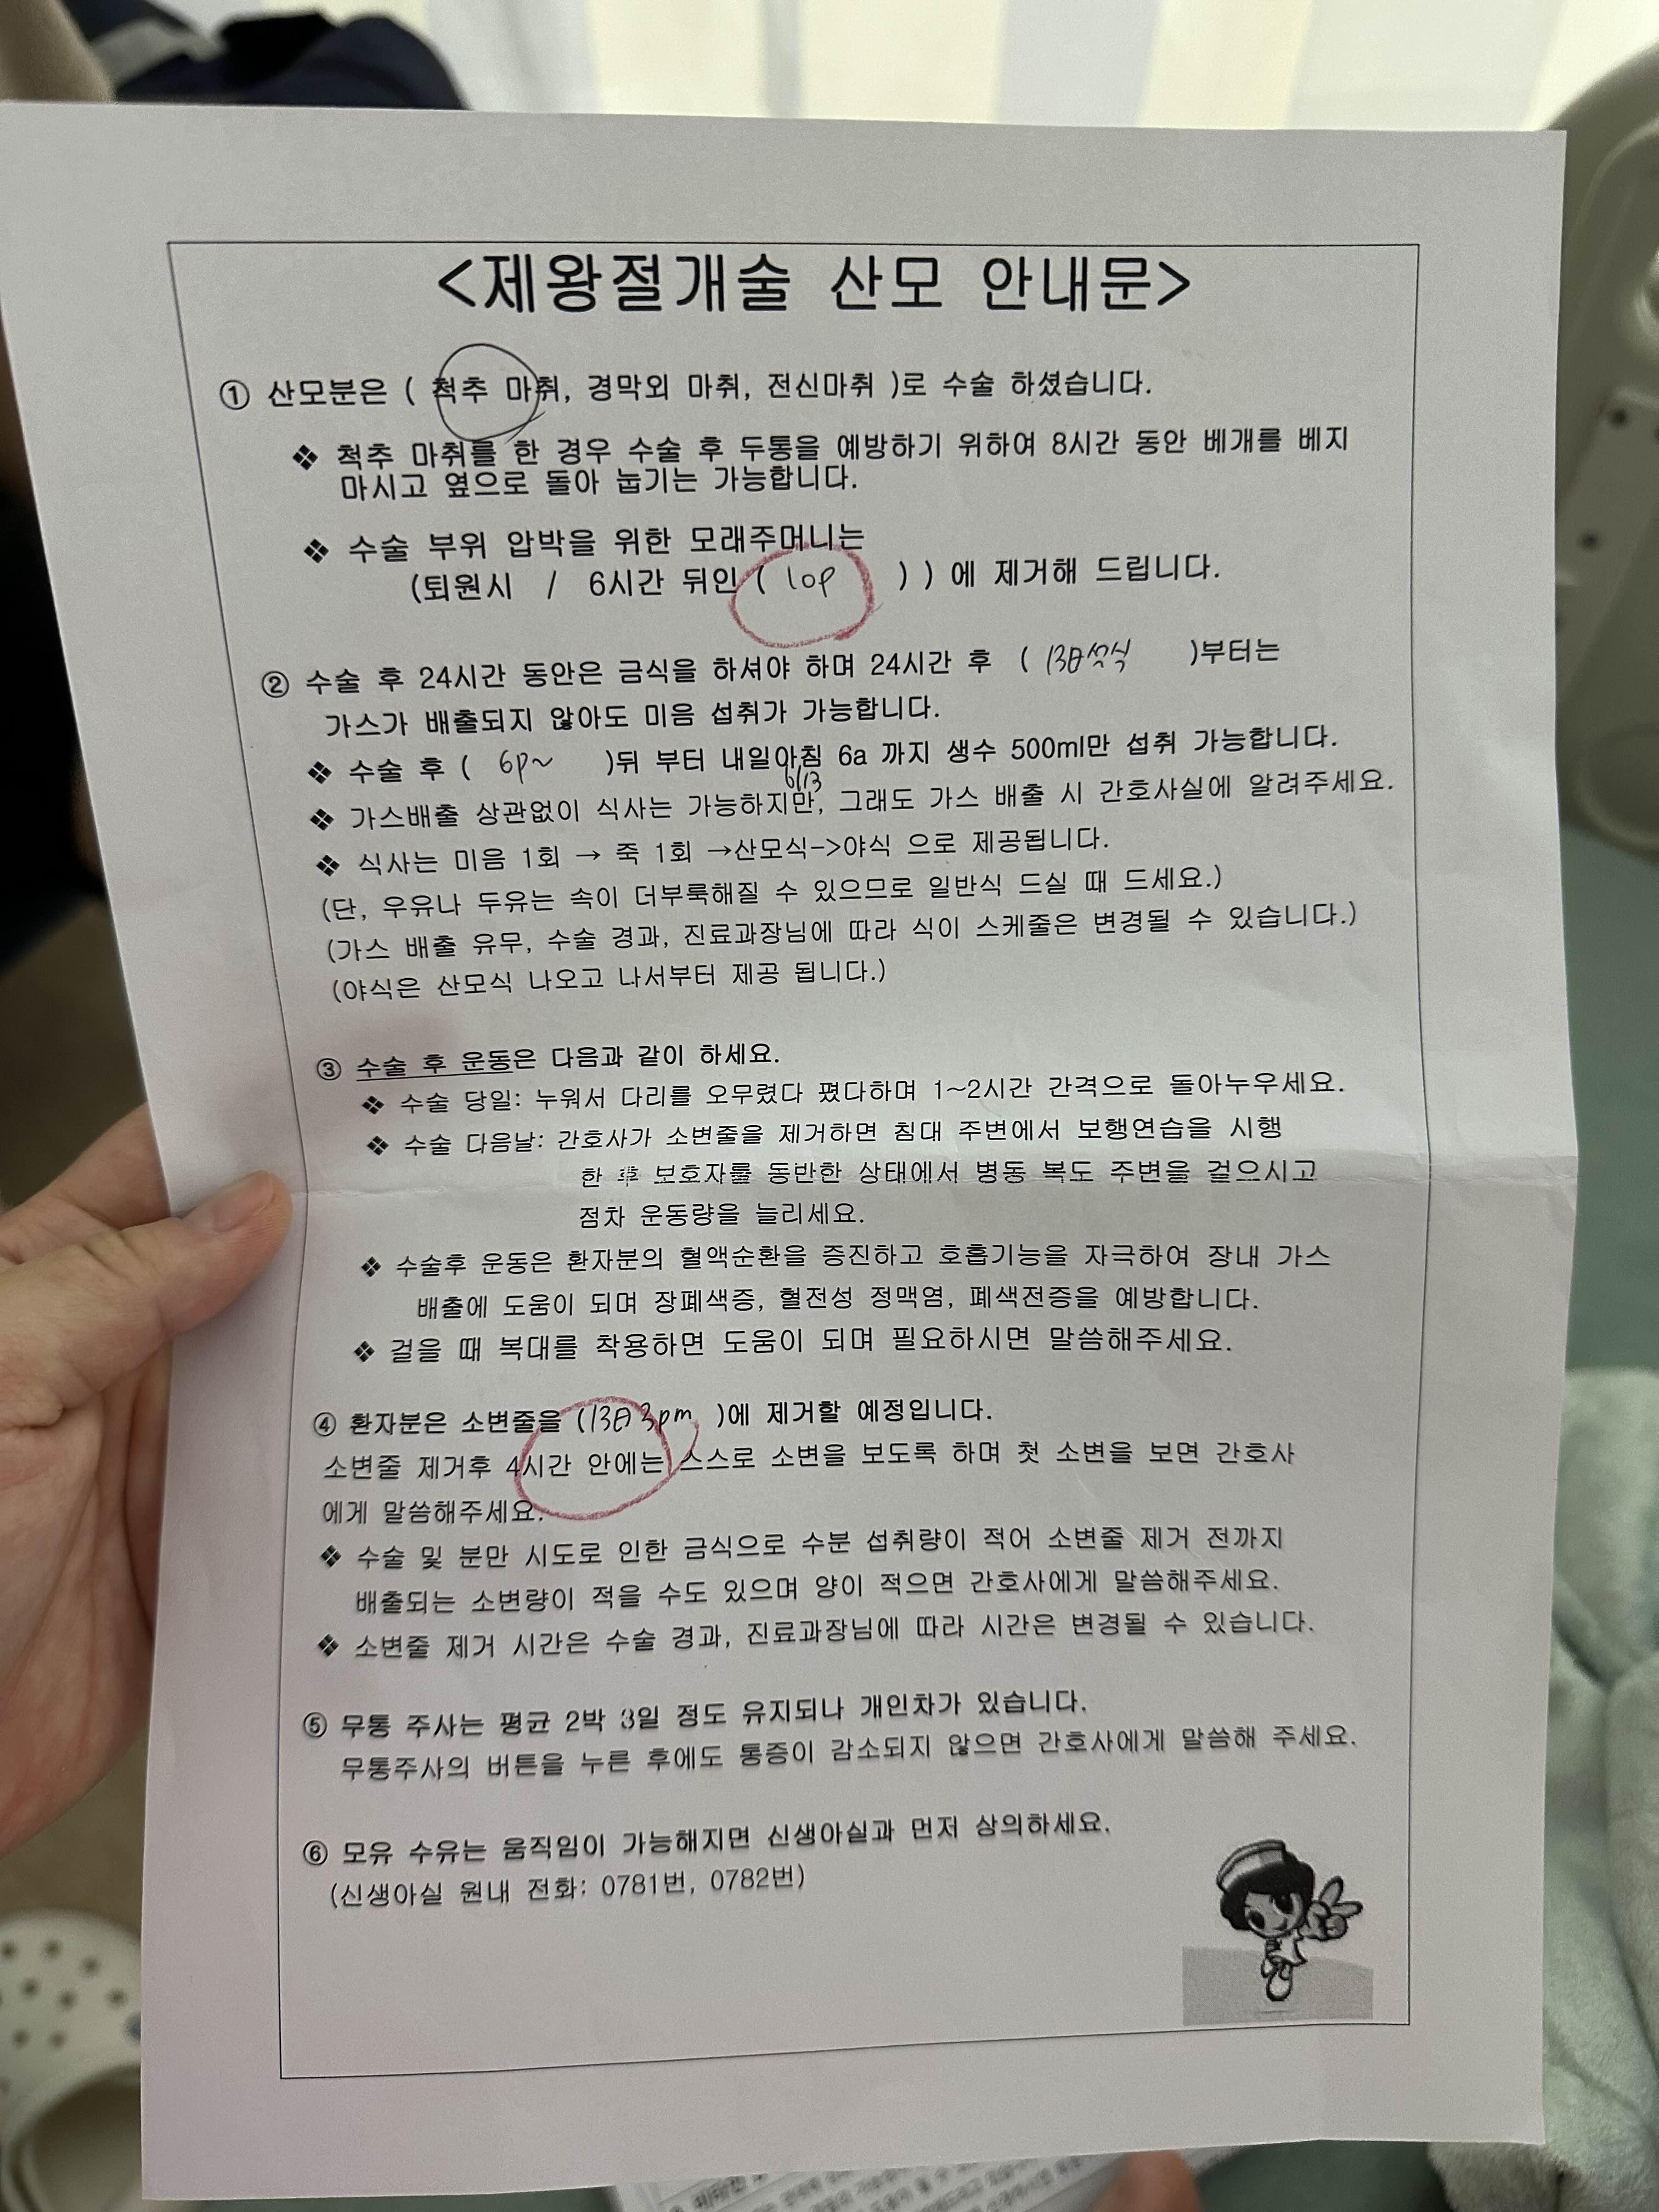 <제왕절개술 산모 안내문>
① 산모분은 ( 척추 마취, 경막외 마취, 전신마취 )로 수술 하셨습니다.
❖ 척추 마취를 한 경우 수술 후 두통을 예방하기 위하여 8시간 동안 베개를 베지
마시고 옆으로 돌아 눕기는 가능합니다.
❖ 수술 부위 압박을 위한 모래주머니는
(퇴원시 / 6시간 뒤인 ( 10p ) ) 에 제거해 드립니다.
② 수술 후 24시간 동안은 금식을 하셔야 하며 24시간 후 ( 13日 석식 )부터는
가스가 배출되지 않아도 미음 섭취가 가능합니다.
❖ 수술 후 ( 6p~ )뒤 부터 내일아침 6a 까지 생수 500ml만 섭취 가능합니다.
6/13
❖ 가스배출 상관없이 식사는 가능하지만, 그래도 가스 배출 시 간호사실에 알려주세요.
❖ 식사는 미음 1회 → 죽 1회 →산모식->야식 으로 제공됩니다.
(단, 우유나 두유는 속이 더부룩해질 수 있으므로 일반식 드실 때 드세요.)
(가스 배출 유무, 수술 경과, 진료과장님에 따라 식이 스케줄은 변경될 수 있습니다.)
(야식은 산모식 나오고 나서부터 제공 됩니다.)
③ 수술 후 운동은 다음과 같이 하세요.
❖ 수술 당일: 누워서 다리를 오무렸다 폈다하며 1~2시간 간격으로 돌아누우세요.
❖ 수술 다음날: 간호사가 소변줄을 제거하면 침대 주변에서 보행연습을 시행
한 후 보호자를 동반한 상태에서 병동 복도 주변을 걸으시고
점차 운동량을 늘리세요.
❖ 수술후 운동은 환자분의 혈액순환을 증진하고 호흡기능을 자극하여 장내 가스
배출에 도움이 되며 장폐색증, 혈전성 정맥염, 폐색전증을 예방합니다.
❖ 걸을 때 복대를 착용하면 도움이 되며 필요하시면 말씀해주세요.
④ 환자분은 소변줄을 (13日 3pm )에 제거할 예정입니다.
소변줄 제거후 4시간 안에는 스스로 소변을 보도록 하며 첫 소변을 보면 간호사
에게 말씀해주세요.
❖ 수술 및 분만 시도로 인한 금식으로 수분 섭취량이 적어 소변줄 제거 전까지
배출되는 소변량이 적을 수도 있으며 양이 적으면 간호사에게 말씀해주세요.
❖ 소변줄 제거 시간은 수술 경과, 진료과장님에 따라 시간은 변경될 수 있습니다.
⑤ 무통 주사는 평균 2박 3일 정도 유지되나 개인차가 있습니다.
무통주사의 버튼을 누른 후에도 통증이 감소되지 않으면 간호사에게 말씀해 주세요.
⑥ 모유 수유는 움직임이 가능해지면 신생아실과 먼저 상의하세요.
(신생아실 원내 전화: 0781번, 0782번)